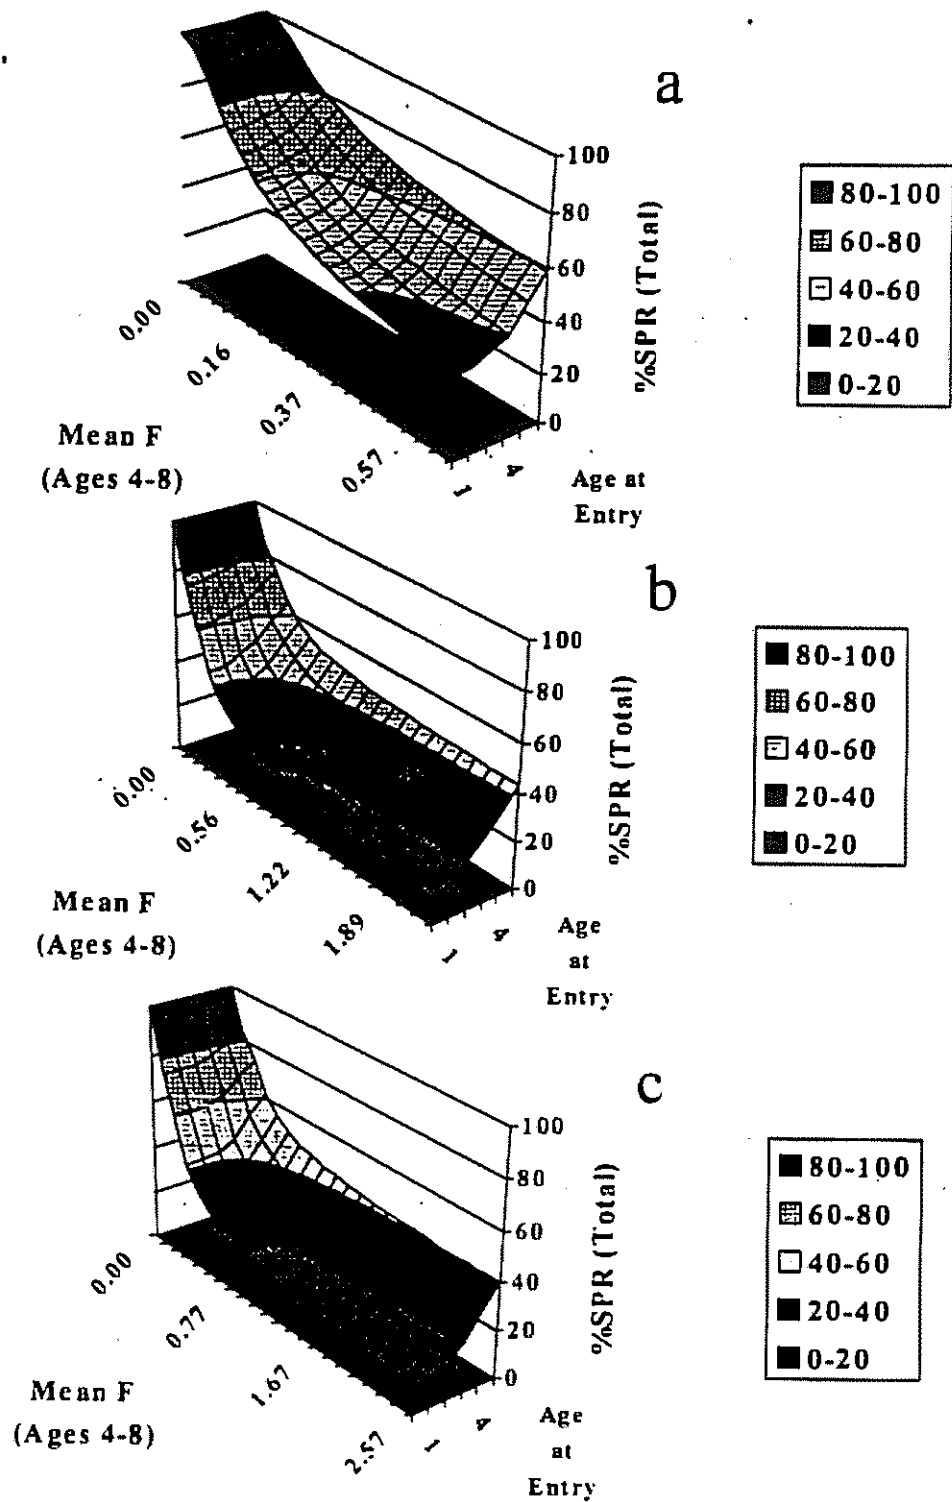 a
100
80
60
40
20
0
%SPR (Total)
80-100
60-80
40-60
20-40
0-20
0.00
0.16
0.37
0.57
Mean F
(Ages 4-8)
1
4
Age at
Entry
b
100
80
60
40
20
0
%SPR (Total)
80-100
60-80
40-60
20-40
0-20
0.00
0.56
1.22
1.89
Mean F
(Ages 4-8)
1
4
Age
at
Entry
c
100
80
60
40
20
0
%SPR (Total)
80-100
60-80
40-60
20-40
0-20
0.00
0.77
1.67
2.57
Mean F
(Ages 4-8)
1
4
Age
at
Entry